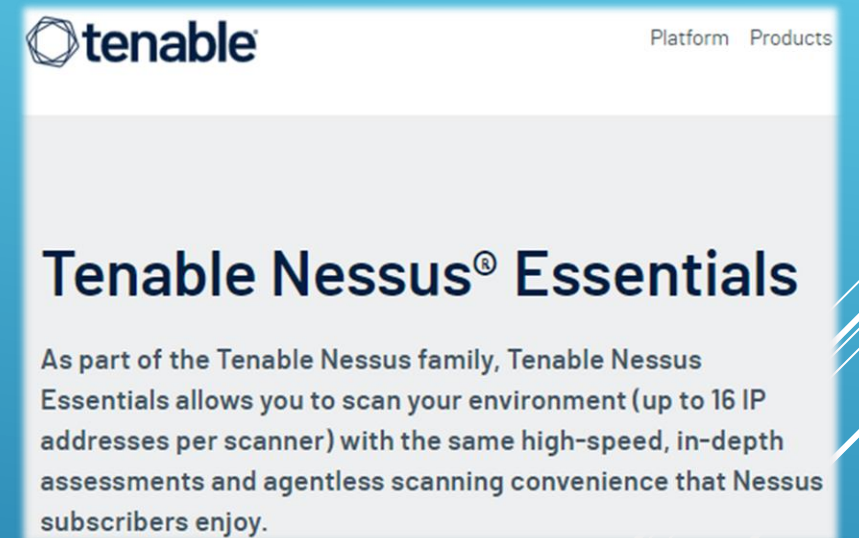 tenable
Platform Products
Tenable Nessus® Essentials
As part of the Tenable Nessus family, Tenable Nessus
Essentials allows you to scan your environment (up to 16 IP
addresses per scanner) with the same high-speed, in-depth
assessments and agentless scanning convenience that Nessus
subscribers enjoy.